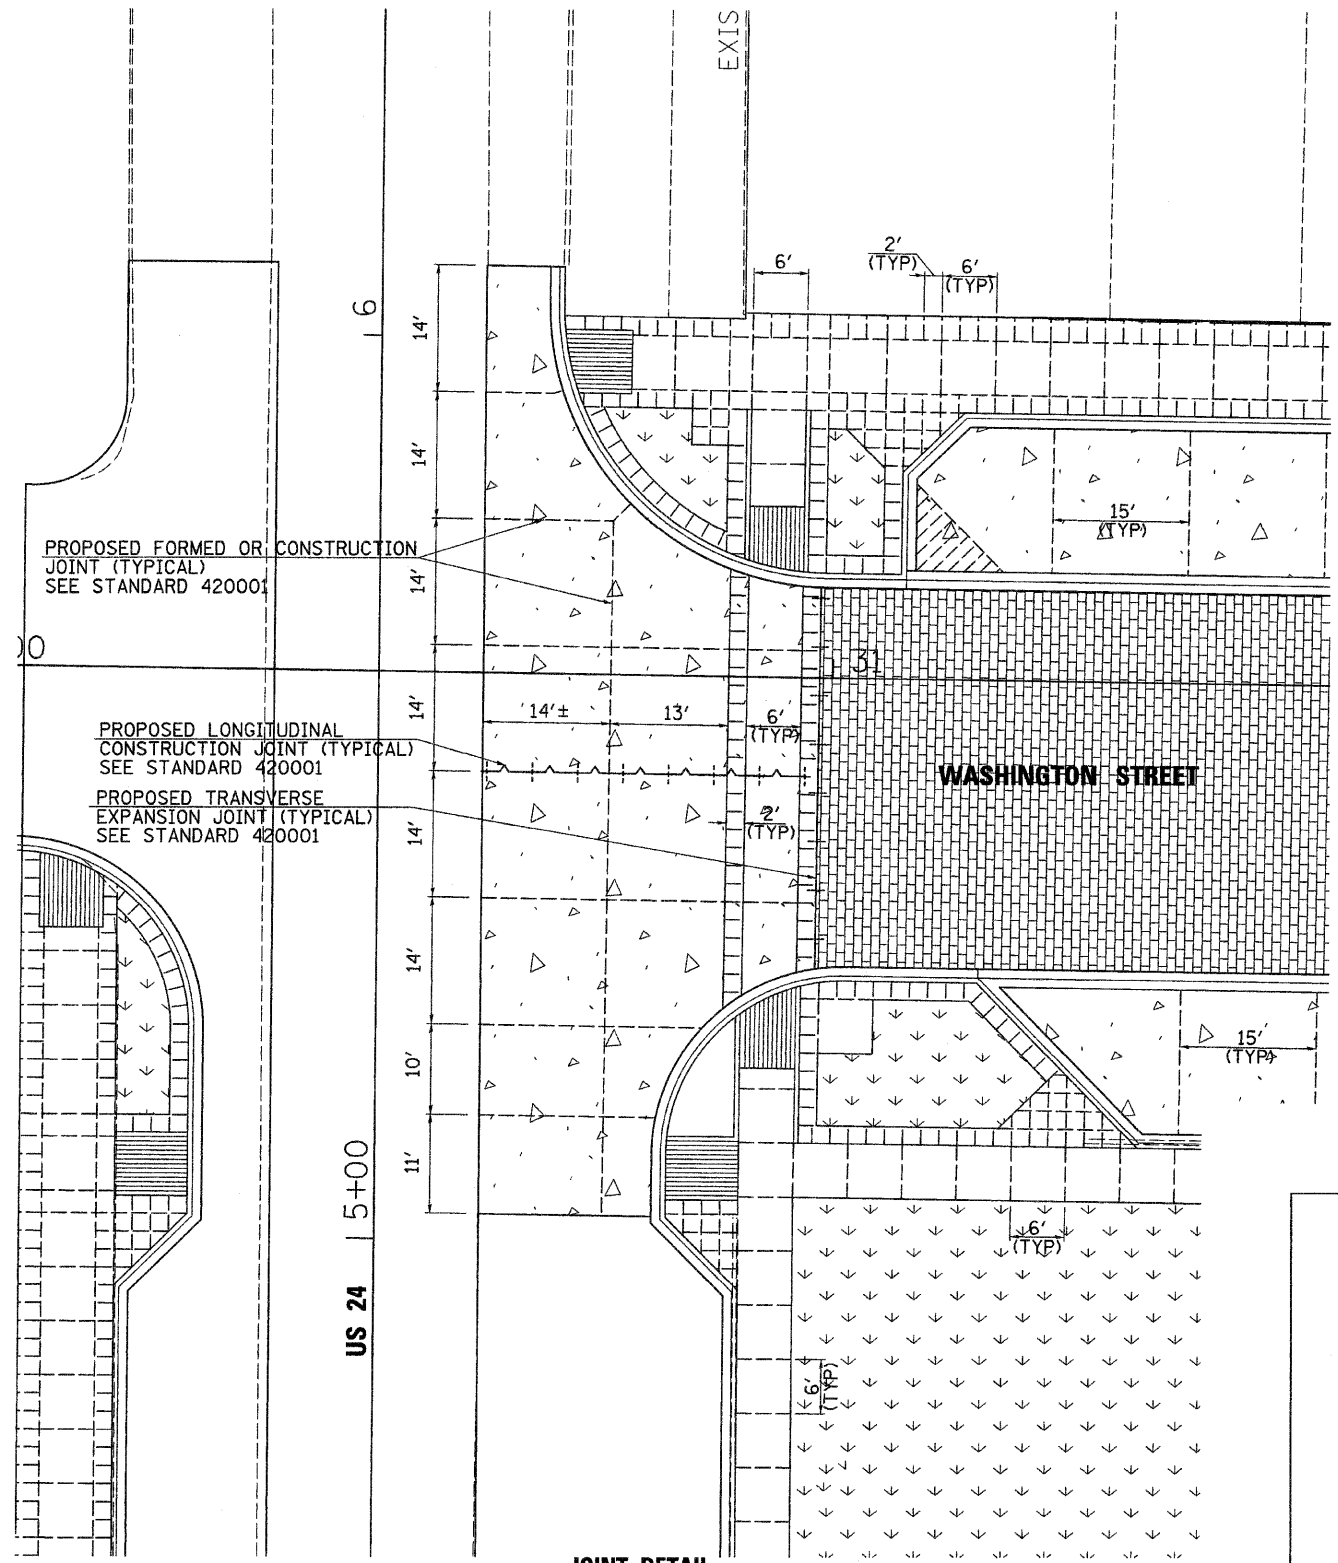 EXIS
2'
(TYP)
6'
6'
(TYP)
6
14'
14'
15'
(TYP)
PROPOSED FORMED OR CONSTRUCTION
JOINT (TYPICAL)
SEE STANDARD 420001
14'
00
31
14'
14'±
13'
6'
(TYP)
PROPOSED LONGITUDINAL
CONSTRUCTION JOINT (TYPICAL)
SEE STANDARD 420001
WASHINGTON STREET
PROPOSED TRANSVERSE
EXPANSION JOINT (TYPICAL)
SEE STANDARD 420001
14'
2'
(TYP)
14'
10'
15'
(TYP)
11'
5+00
6'
(TYP)
US 24
6'
(TYP)
JOINT DETAIL